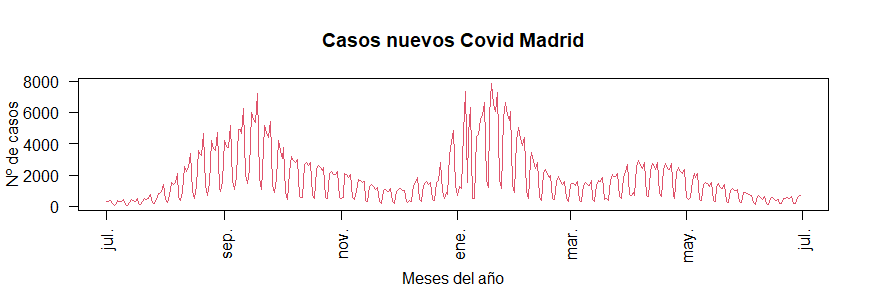 Casos nuevos Covid Madrid
Nº de casos
8000
6000
4000
2000
0
jul.
sep.
nov.
ene.
mar.
may.
jul.
Meses del año